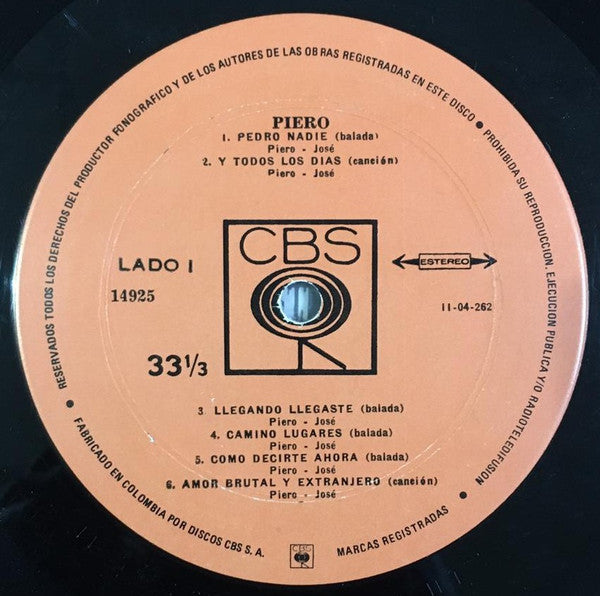 RESERVADOS TODOS LOS DERECHOS DEL PRODUCTOR FONOGRAFICO Y DE LOS AUTORES DE LAS OBRAS REGISTRADAS EN ESTE DISCO • PROHIBIDA SU REPRODUCCION, EJECUCION PUBLICA Y/O RADIOTELEDIFUSION
PIERO
1. PEDRO NADIE (balada)
Piero - José
2. Y TODOS LOS DIAS (canción)
Piero - José
CBS
LADO I
ESTEREO
14925
II-04-262
33 1/3
3. LLEGANDO LLEGASTE (balada)
Piero - José
4. CAMINO LUGARES (balada)
Piero - José
5. COMO DECIRTE AHORA (balada)
Piero - José
6. AMOR BRUTAL Y EXTRANJERO (canción)
Piero - José
• FABRICADO EN COLOMBIA POR DISCOS CBS S. A.
CBS
MARCAS REGISTRADAS •